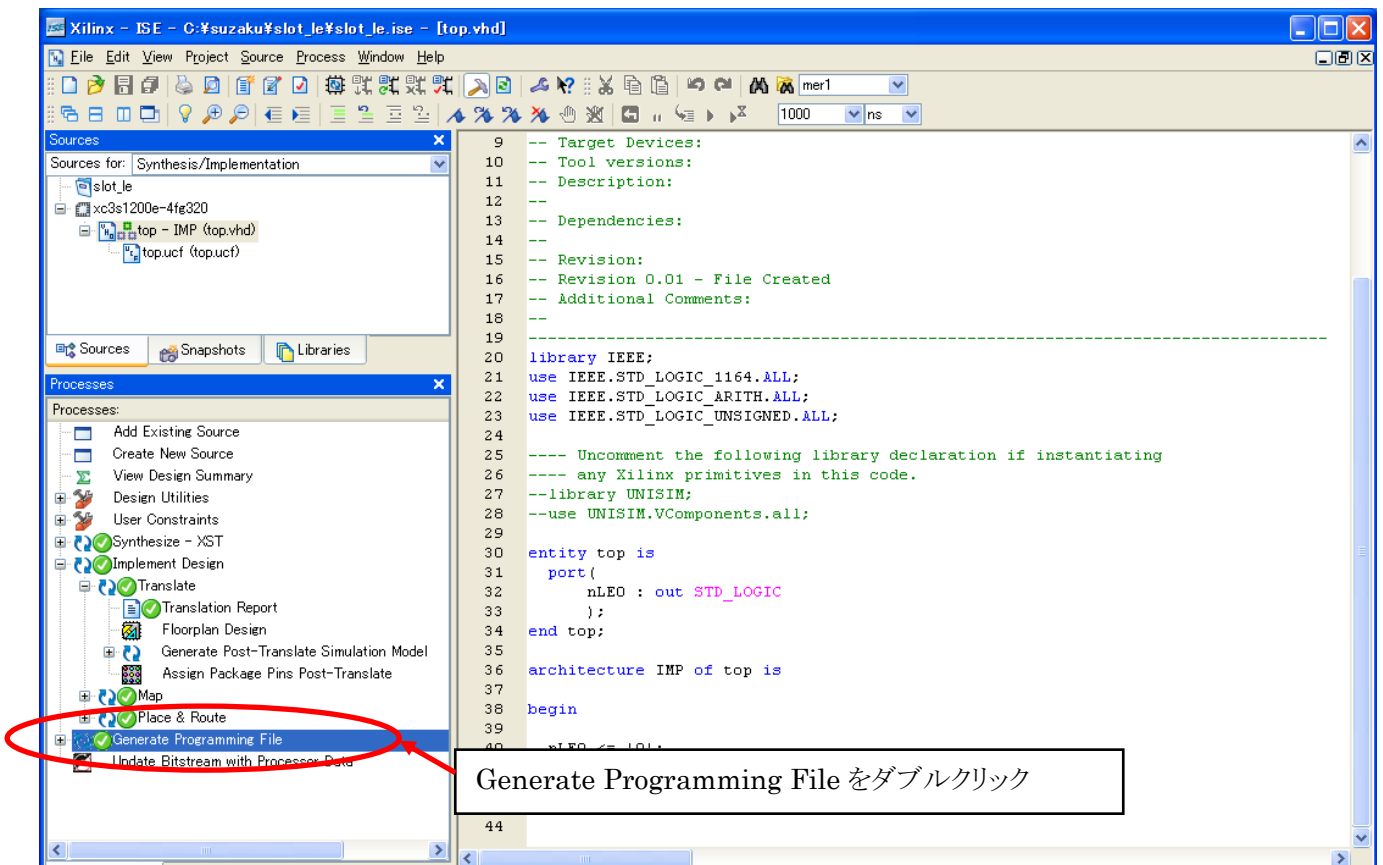 Xilinx - ISE - C:¥suzaku¥slot_le¥slot_le.ise - [top.vhd]
File Edit View Project Source Process Window Help
mer1
1000 ns
Sources
Sources for: Synthesis/Implementation
slot_le
xc3s1200e-4fg320
top - IMP (top.vhd)
top.ucf (top.ucf)
Sources Snapshots Libraries
Processes
Processes:
Add Existing Source
Create New Source
View Design Summary
Design Utilities
User Constraints
Synthesize - XST
Implement Design
Translate
Translation Report
Floorplan Design
Generate Post-Translate Simulation Model
Assign Package Pins Post-Translate
Map
Place & Route
Generate Programming File
Update Bitstream with Processor Data
9 -- Target Devices:
10 -- Tool versions:
11 -- Description:
12 --
13 -- Dependencies:
14 --
15 -- Revision:
16 -- Revision 0.01 - File Created
17 -- Additional Comments:
18 --
19 ----------------------------------------------------------------------------------
20 library IEEE;
21 use IEEE.STD_LOGIC_1164.ALL;
22 use IEEE.STD_LOGIC_ARITH.ALL;
23 use IEEE.STD_LOGIC_UNSIGNED.ALL;
24
25 ---- Uncomment the following library declaration if instantiating
26 ---- any Xilinx primitives in this code.
27 --library UNISIM;
28 --use UNISIM.VComponents.all;
29
30 entity top is
31 port(
32 nLE0 : out STD_LOGIC
33 );
34 end top;
35
36 architecture IMP of top is
37
38 begin
39
40 nLE0 <= '0';
44
Generate Programming File をダブルクリック